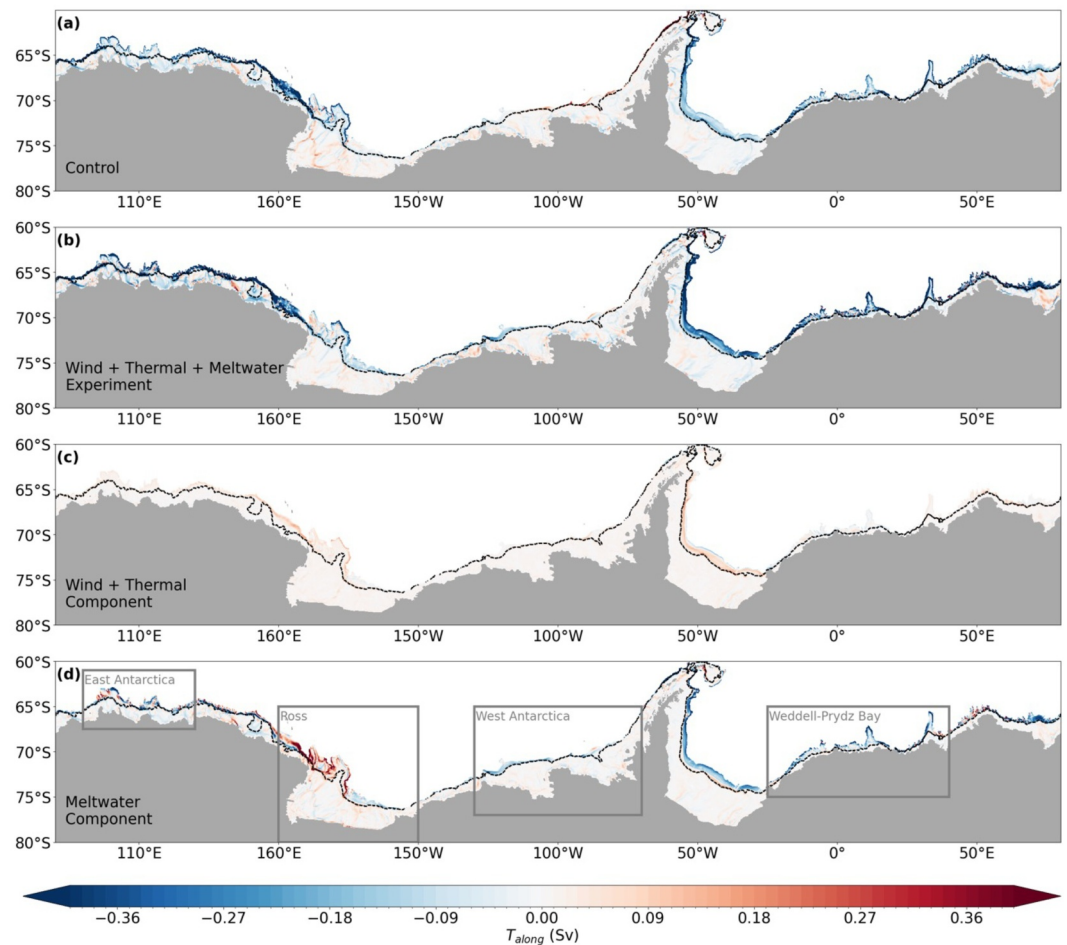 (a)
65°S
70°S
75°S
80°S
Control
110°E 160°E 150°W 100°W 50°W 0° 50°E
(b)
60°S
65°S
70°S
75°S
80°S
Wind + Thermal + Meltwater
Experiment
110°E 160°E 150°W 100°W 50°W 0° 50°E
(c)
60°S
65°S
70°S
75°S
80°S
Wind + Thermal
Component
110°E 160°E 150°W 100°W 50°W 0° 50°E
(d)
60°S
65°S
70°S
75°S
80°S
East Antarctica
Ross
West Antarctica
Weddell-Prydz Bay
Meltwater
Component
110°E 160°E 150°W 100°W 50°W 0° 50°E
−0.36 −0.27 −0.18 −0.09 0.00 0.09 0.18 0.27 0.36
T_along (Sv)